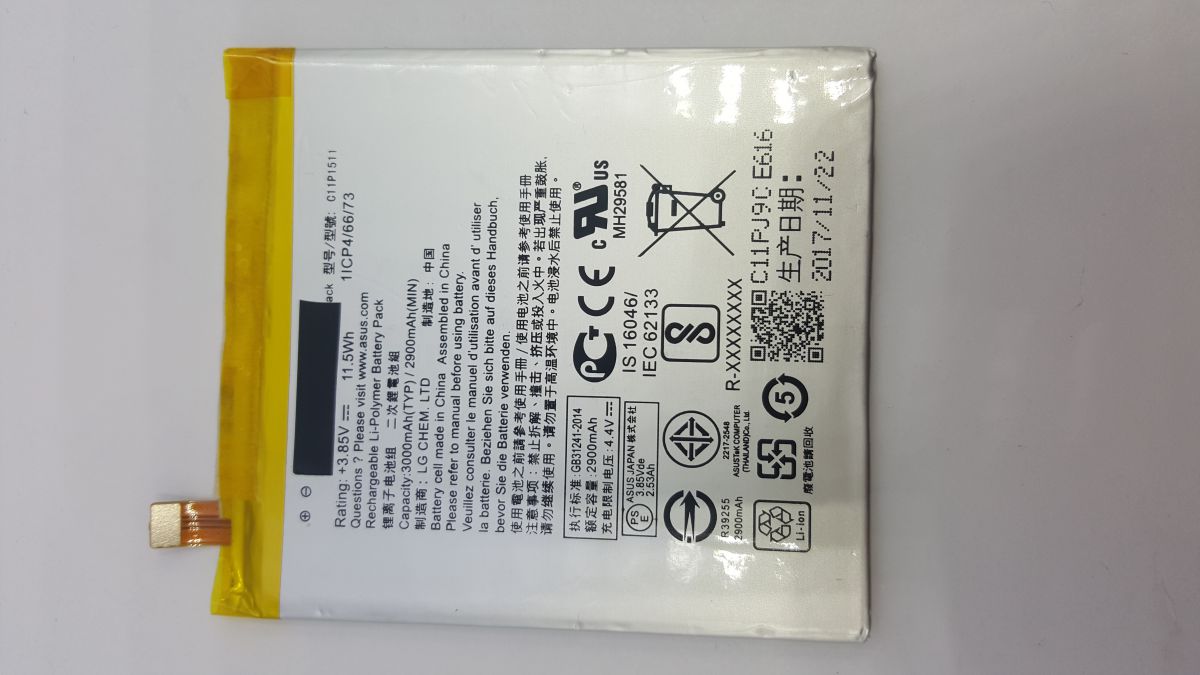 ack 型号/型號: C11P1511
⊕ ⊖
Rating: +3.85V⎓ 11.5Wh 1ICP4/66/73
Questions ? Please visit www.asus.com
Rechargeable Li-Polymer Battery Pack
锂离子电池组 二次鋰電池組
Capacity:3000mAh(TYP) / 2900mAh(MIN)
制造商: LG CHEM. LTD 制造地: 中国
Battery cell made in China Assembled in China
Please refer to manual before using battery.
Veuillez consulter le manuel d'utilisation avant d' utiliser
la batterie. Beziehen Sie sich bitte auf dieses Handbuch,
bevor Sie die Batterie verwenden.
使用電池之前請參考使用手冊/使用电池之前请参考使用手册
注意事项: 禁止拆解、撞击、挤压或投入火中。若出现严重鼓胀,
请勿继续使用。请勿置于高温环境中。电池浸水后禁止使用。
执行标准:GB31241-2014
额定容量: 2900mAh
充电限制电压: 4.4V⎓
PS
E
ASUS JAPAN 株式会社
3.85Vdc
2.53Ah
PCT CE
c RU US
MH29581
IS 16046/
IEC 62133
R39255
2900mAh
2217-2548
ASUSTeK COMPUTER
(THAILAND)Co., Ltd.
R-XXXXXXXX
Li-ion
廢電池請回收
5
C11PJ9C E616
生产日期:
2017/11/22